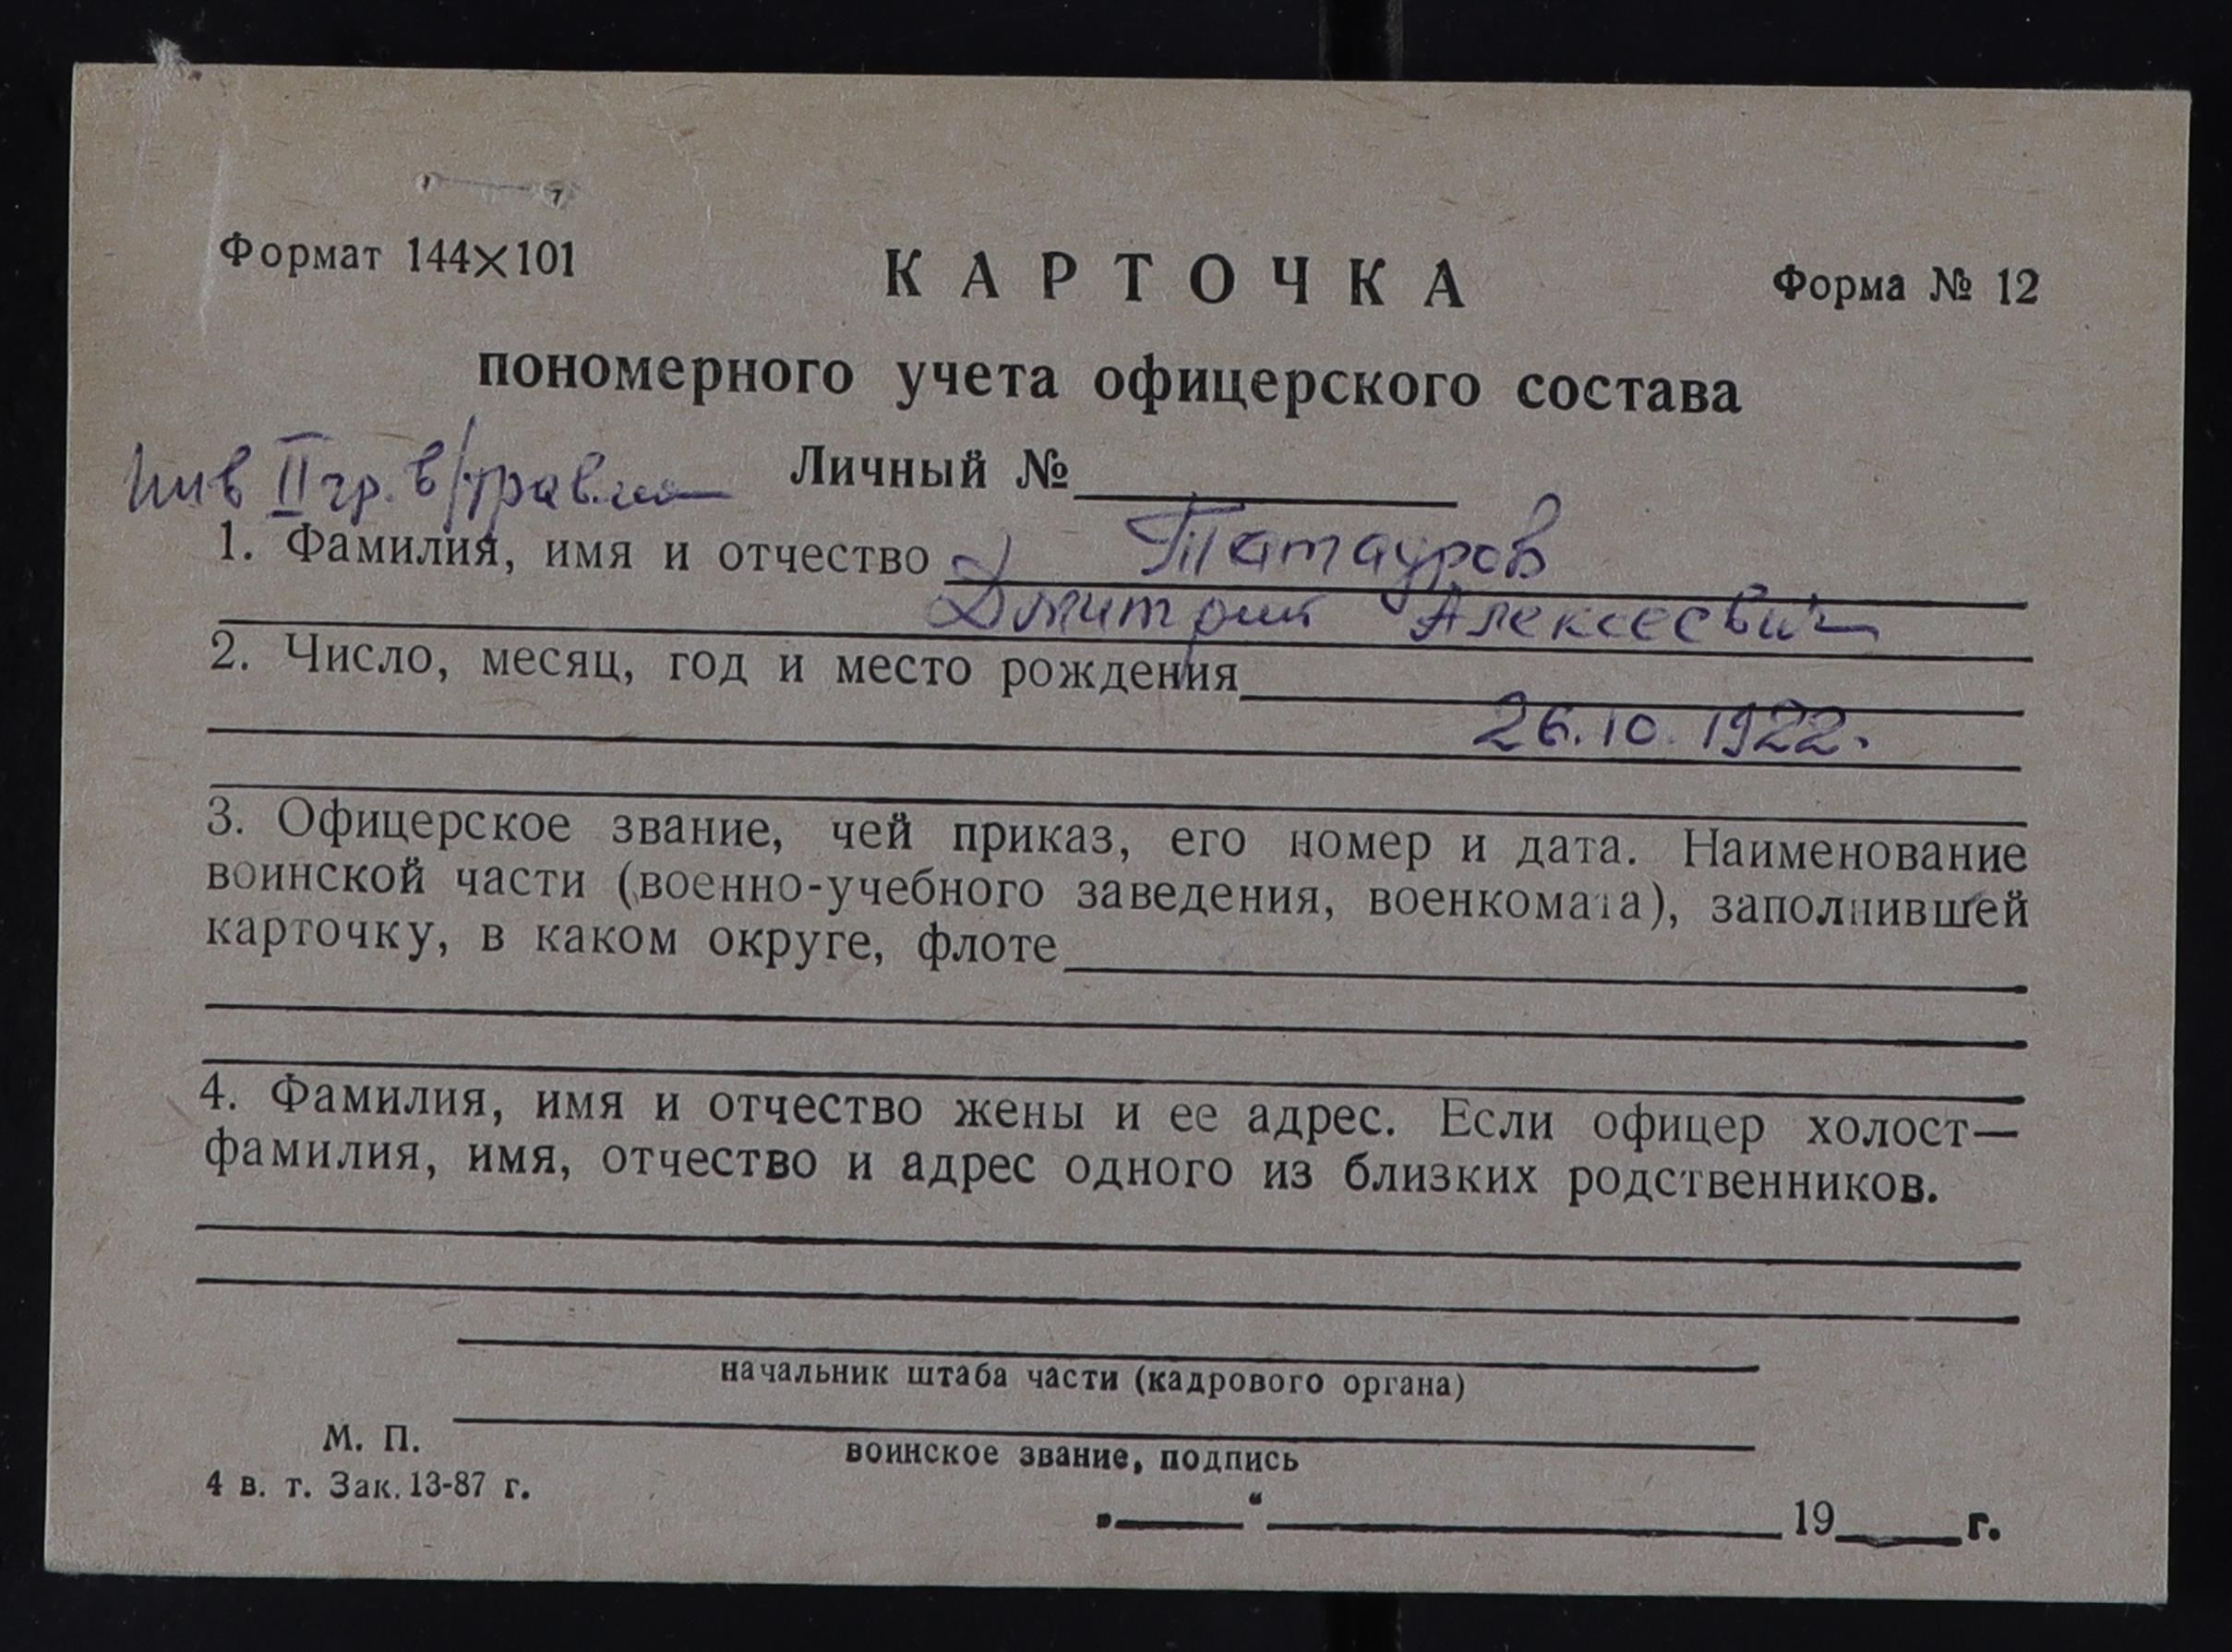 Формат 144×101
КАРТОЧКА
Форма № 12
пономерного учета офицерского состава
инв II гр. в/травма
Личный №
1. Фамилия, имя и отчество Татауров
Дмитрий Алексеевич
2. Число, месяц, год и место рождения
26.10.1922.
3. Офицерское звание, чей приказ, его номер и дата. Наименование
воинской части (военно-учебного заведения, военкомата), заполнившей
карточку, в каком округе, флоте
4. Фамилия, имя и отчество жены и ее адрес. Если офицер холост—
фамилия, имя, отчество и адрес одного из близких родственников.
начальник штаба части (кадрового органа)
М. П.
воинское звание, подпись
4 в. т. Зак. 13-87 г.
„ “ 19 г.